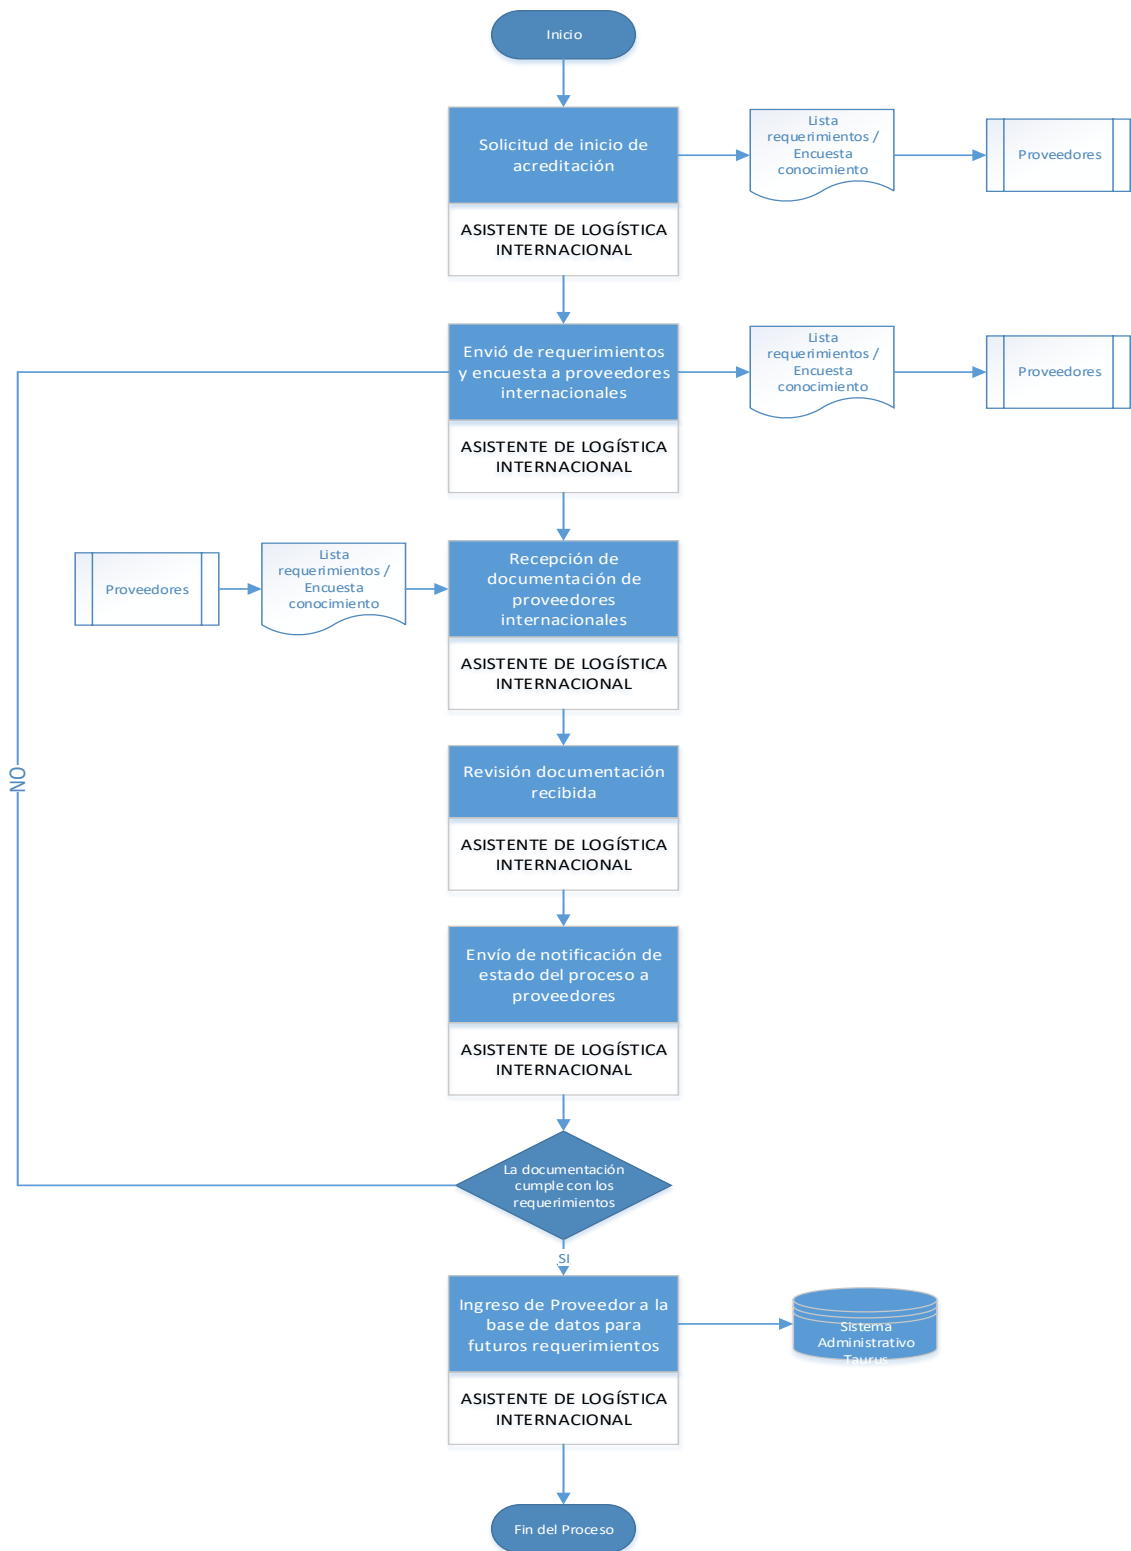 Inicio
Solicitud de inicio de
acreditación
ASISTENTE DE LOGÍSTICA
INTERNACIONAL
Lista
requerimientos /
Encuesta
conocimiento
Proveedores
Envió de requerimientos
y encuesta a proveedores
internacionales
ASISTENTE DE LOGÍSTICA
INTERNACIONAL
Lista
requerimientos /
Encuesta
conocimiento
Proveedores
Proveedores
Lista
requerimientos /
Encuesta
conocimiento
Recepción de
documentación de
proveedores
internacionales
ASISTENTE DE LOGÍSTICA
INTERNACIONAL
Revisión documentación
recibida
ASISTENTE DE LOGÍSTICA
INTERNACIONAL
NO
Envío de notificación de
estado del proceso a
proveedores
ASISTENTE DE LOGÍSTICA
INTERNACIONAL
La documentación
cumple con los
requerimientos
SI
Ingreso de Proveedor a la
base de datos para
futuros requerimientos
ASISTENTE DE LOGÍSTICA
INTERNACIONAL
Sistema
Administrativo
Taurus
Fin del Proceso